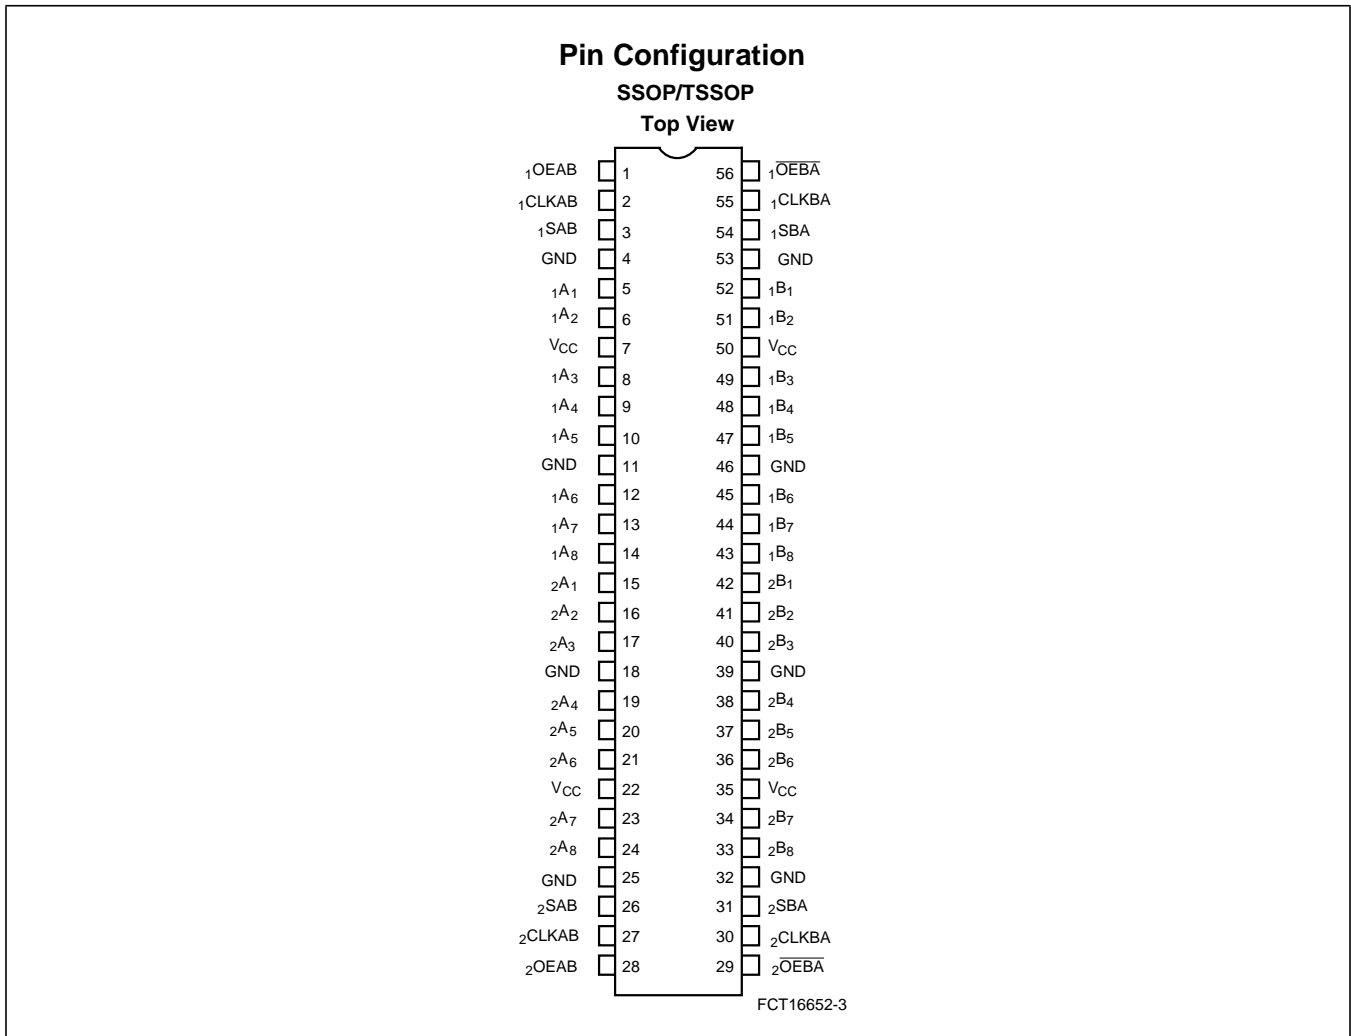 Pin Configuration
SSOP/TSSOP
Top View
1OEAB 1 56 1O̅E̅B̅A̅
1CLKAB 2 55 1CLKBA
1SAB 3 54 1SBA
GND 4 53 GND
1A1 5 52 1B1
1A2 6 51 1B2
VCC 7 50 VCC
1A3 8 49 1B3
1A4 9 48 1B4
1A5 10 47 1B5
GND 11 46 GND
1A6 12 45 1B6
1A7 13 44 1B7
1A8 14 43 1B8
2A1 15 42 2B1
2A2 16 41 2B2
2A3 17 40 2B3
GND 18 39 GND
2A4 19 38 2B4
2A5 20 37 2B5
2A6 21 36 2B6
VCC 22 35 VCC
2A7 23 34 2B7
2A8 24 33 2B8
GND 25 32 GND
2SAB 26 31 2SBA
2CLKAB 27 30 2CLKBA
2OEAB 28 29 2O̅E̅B̅A̅
FCT16652-3